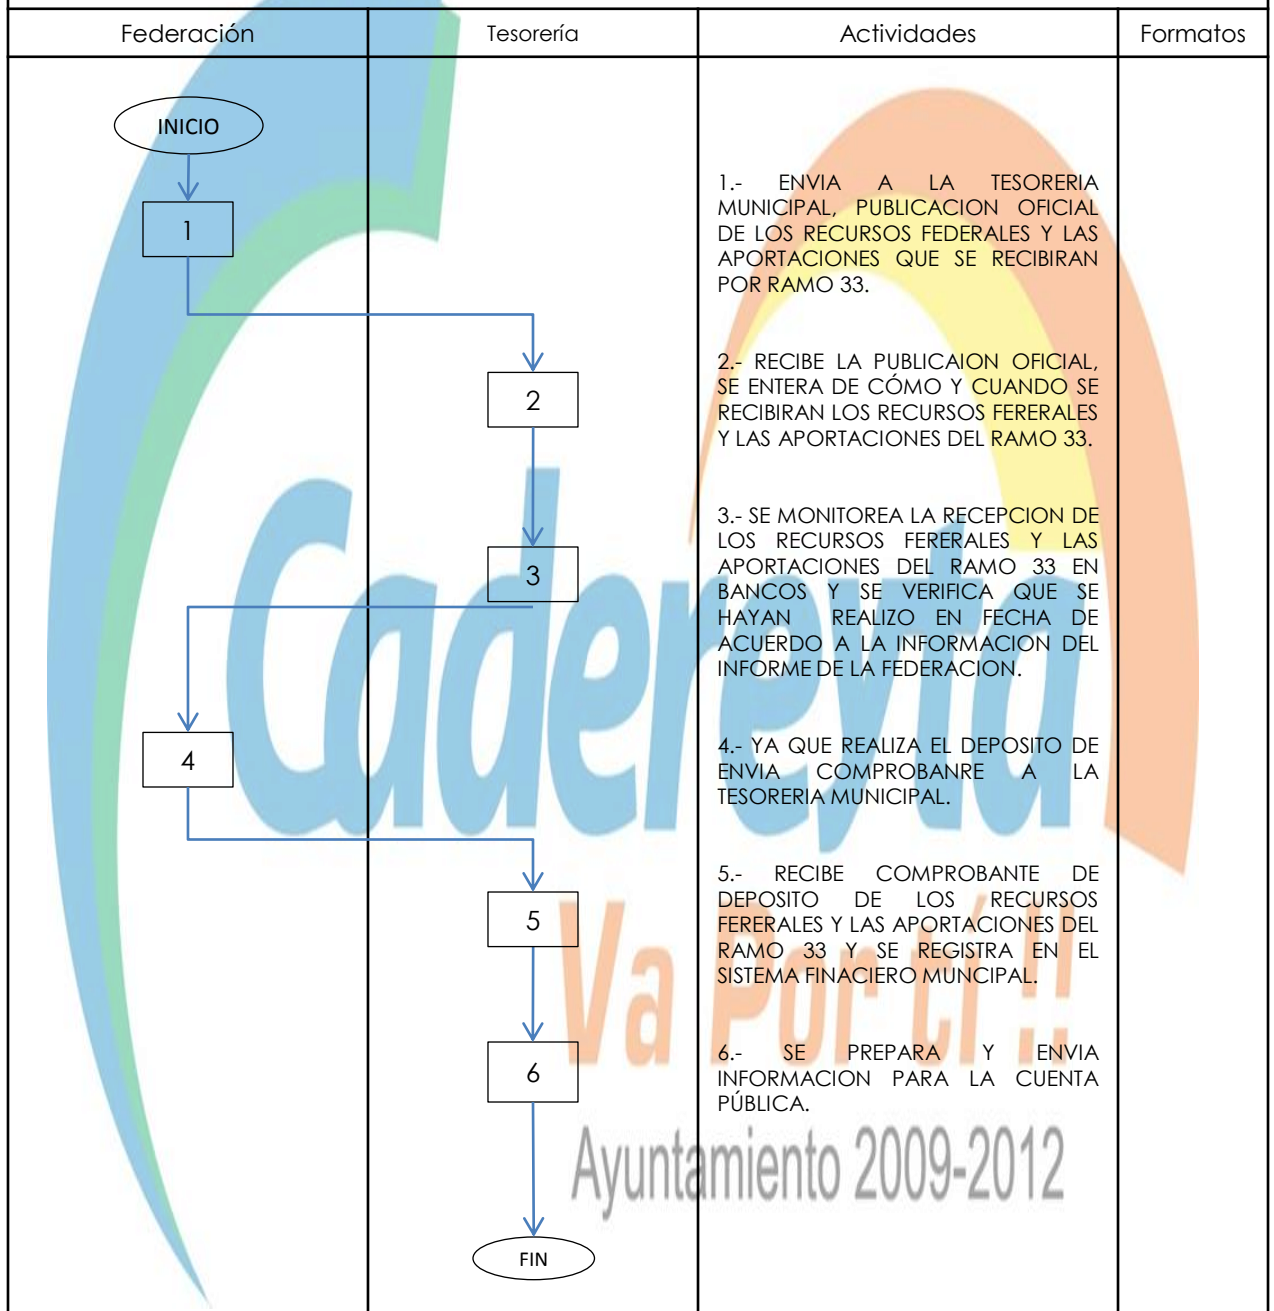 Federación
Tesorería
Actividades
Formatos
INICIO
1
2
3
4
5
6
FIN
1.- ENVIA A LA TESORERIA
MUNICIPAL, PUBLICACION OFICIAL
DE LOS RECURSOS FEDERALES Y LAS
APORTACIONES QUE SE RECIBIRAN
POR RAMO 33.
2.- RECIBE LA PUBLICAION OFICIAL,
SE ENTERA DE CÓMO Y CUANDO SE
RECIBIRAN LOS RECURSOS FERERALES
Y LAS APORTACIONES DEL RAMO 33.
3.- SE MONITOREA LA RECEPCION DE
LOS RECURSOS FERERALES Y LAS
APORTACIONES DEL RAMO 33 EN
BANCOS Y SE VERIFICA QUE SE
HAYAN REALIZO EN FECHA DE
ACUERDO A LA INFORMACION DEL
INFORME DE LA FEDERACION.
4.- YA QUE REALIZA EL DEPOSITO DE
ENVIA COMPROBANRE A LA
TESORERIA MUNICIPAL.
5.- RECIBE COMPROBANTE DE
DEPOSITO DE LOS RECURSOS
FERERALES Y LAS APORTACIONES DEL
RAMO 33 Y SE REGISTRA EN EL
SISTEMA FINACIERO MUNCIPAL.
6.- SE PREPARA Y ENVIA
INFORMACION PARA LA CUENTA
PÚBLICA.
Cadereyta
Va Por tí !!
Ayuntamiento 2009-2012